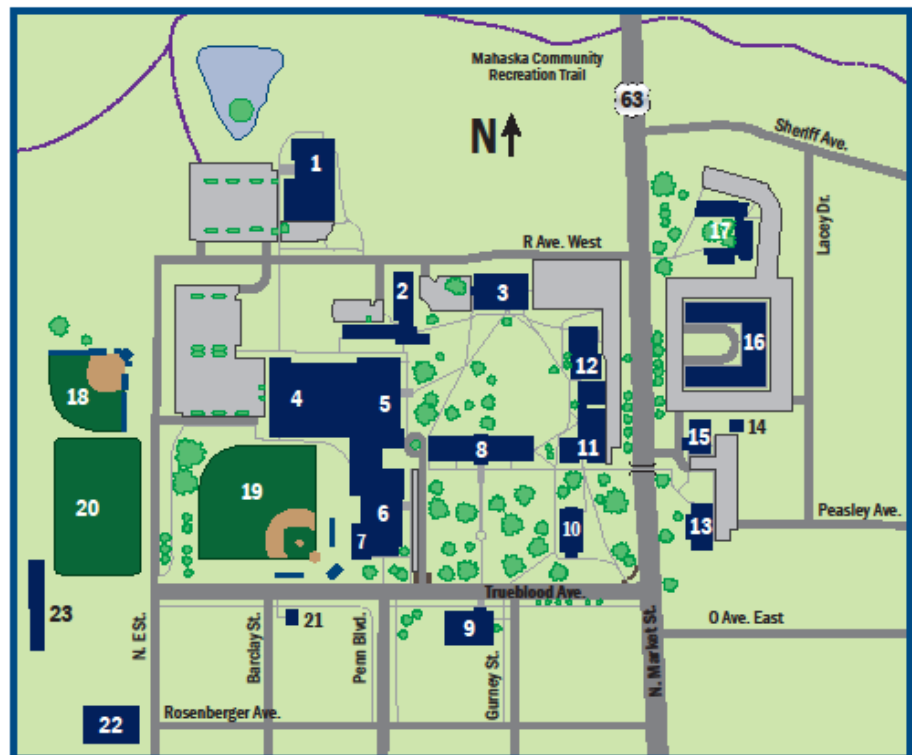 Mahaska Community
Recreation Trail
63
N
Sheriff Ave.
1
Lacey Dr.
17
R Ave. West
2
3
16
12
18
4
5
15
14
8
11
19
20
6
10
13
Peasley Ave.
7
Trueblood Ave.
23
N. E St.
Barclay St.
21
Penn Blvd.
9
Gurney St.
N. Market St.
O Ave. East
22
Rosenberger Ave.